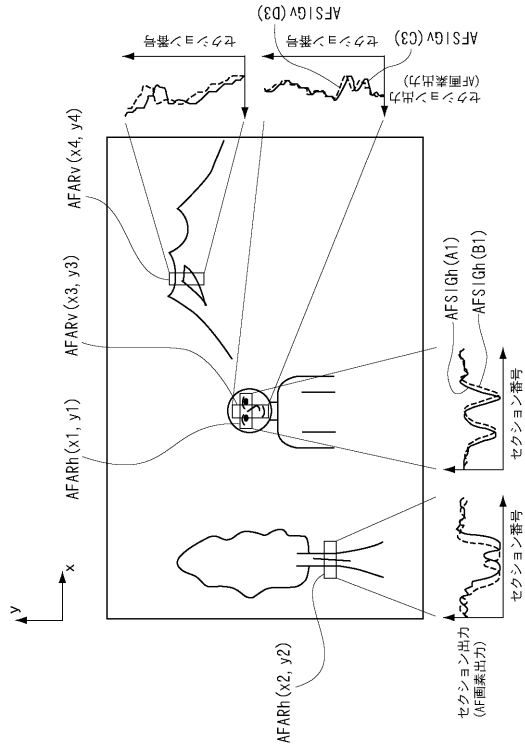 AFSIGv(D3)
AFSIGv(C3)
セクション番号
セクション番号
セクション出力
(AF画素出力)
AFARv(x4, y4)
AFARv(x3, y3)
AFARh(x1, y1)
AFSIGh(A1)
AFSIGh(B1)
y
x
セクション番号
セクション番号
セクション出力
(AF画素出力)
AFARh(x2, y2)